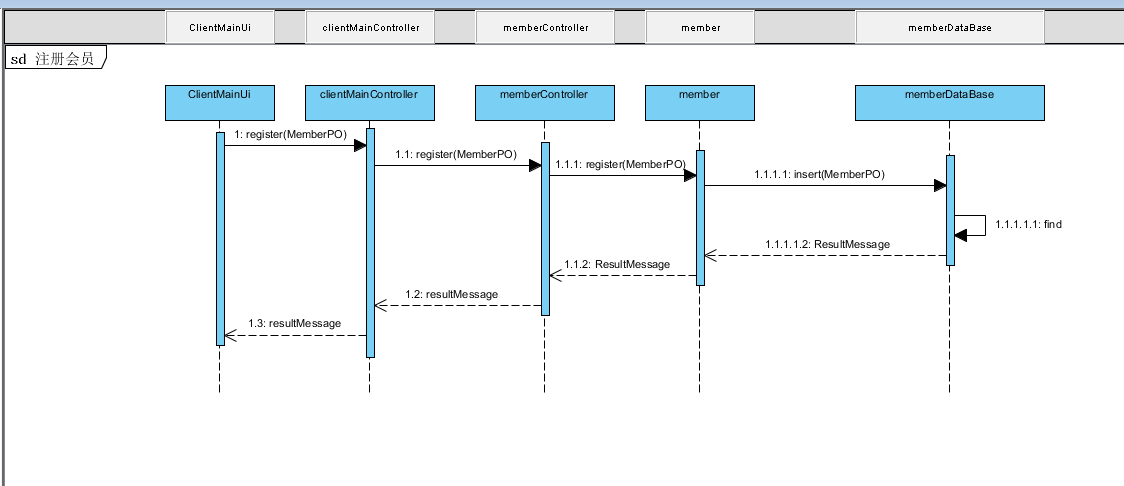 ClientMainUi clientMainController memberController member memberDataBase
sd 注册会员
ClientMainUi clientMainController memberController member memberDataBase
1: register(MemberPO)
1.1: register(MemberPO)
1.1.1: register(MemberPO)
1.1.1.1: insert(MemberPO)
1.1.1.1.1: find
1.1.1.1.2: ResultMessage
1.1.2: ResultMessage
1.2: resultMessage
1.3: resultMessage